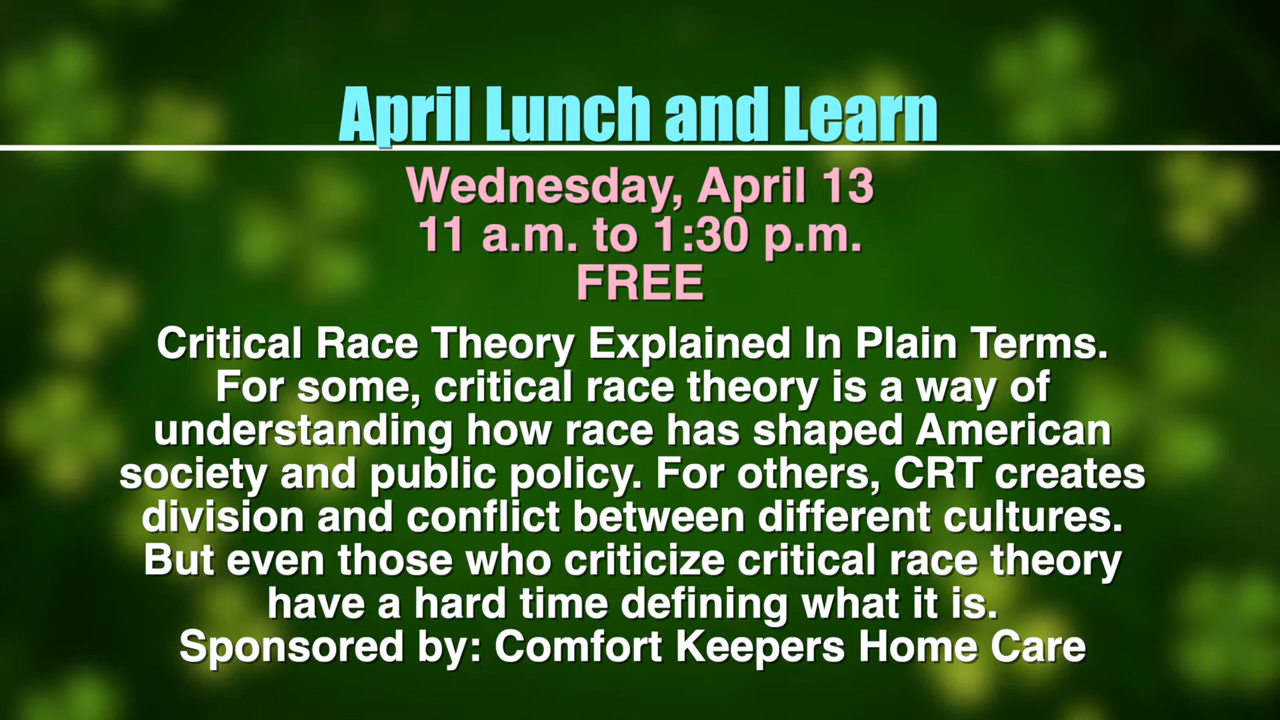 April Lunch and Learn
Wednesday, April 13
11 a.m. to 1:30 p.m.
FREE
Critical Race Theory Explained In Plain Terms.
For some, critical race theory is a way of
understanding how race has shaped American
society and public policy. For others, CRT creates
division and conflict between different cultures.
But even those who criticize critical race theory
have a hard time defining what it is.
Sponsored by: Comfort Keepers Home Care